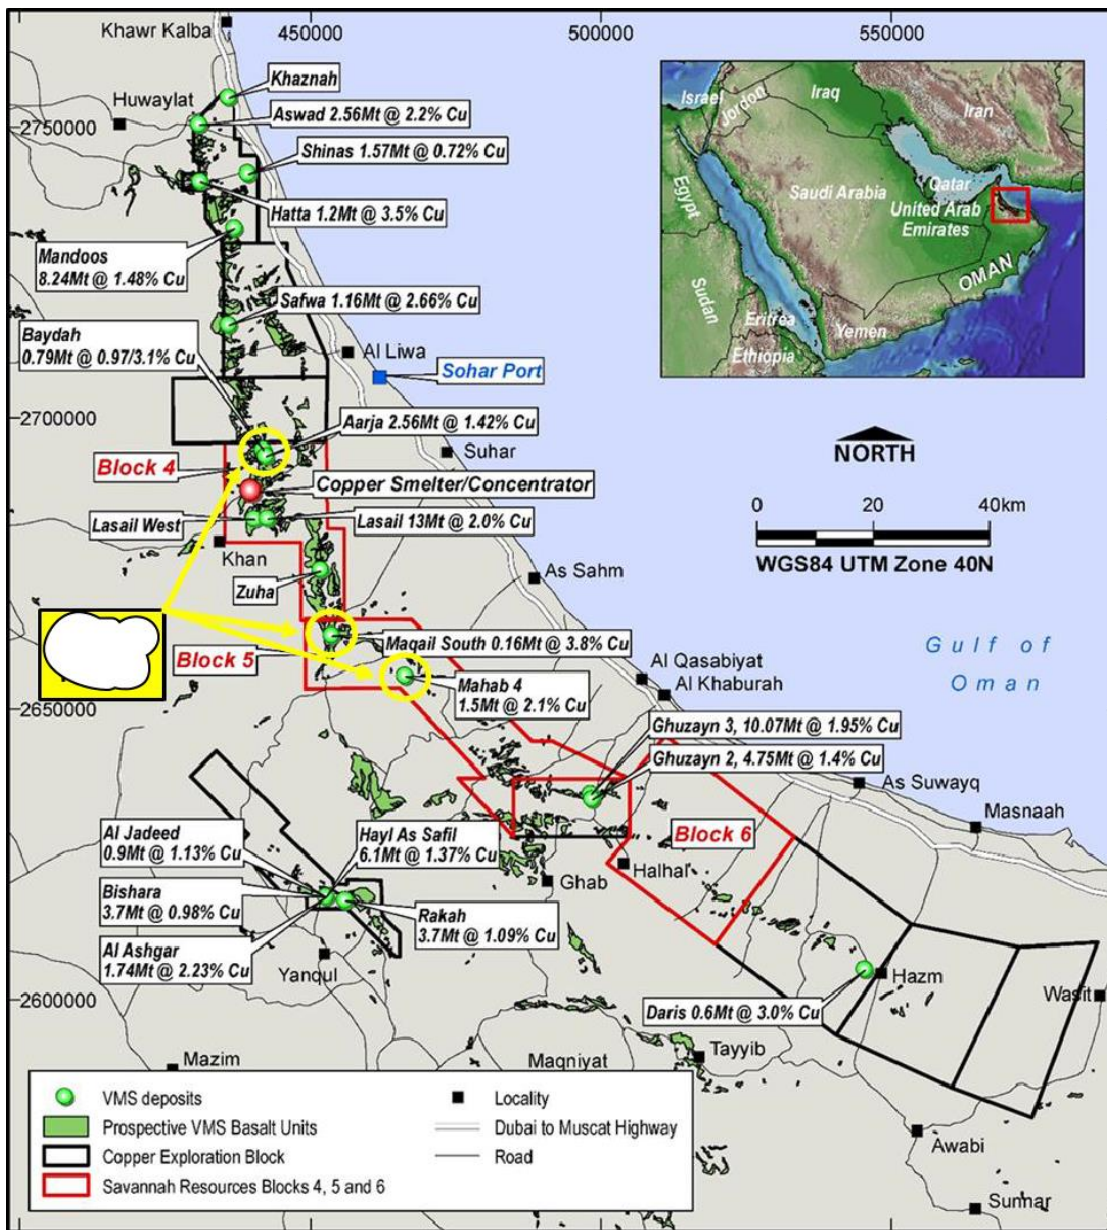 450000
500000
550000
Khawr Kalba
Khaznah
Huwaylat
Aswad 2.56Mt @ 2.2% Cu
2750000
Shinas 1.57Mt @ 0.72% Cu
Hatta 1.2Mt @ 3.5% Cu
Mandoos
8.24Mt @ 1.48% Cu
Safwa 1.16Mt @ 2.66% Cu
Baydah
0.79Mt @ 0.97/3.1% Cu
Al Liwa
Sohar Port
2700000
Aarja 2.56Mt @ 1.42% Cu
Suhar
Block 4
Copper Smelter/Concentrator
Lasail West
Lasail 13Mt @ 2.0% Cu
Khan
As Sahm
Zuha
Maqail South 0.16Mt @ 3.8% Cu
Block 5
Mahab 4
1.5Mt @ 2.1% Cu
Al Qasabiyat
Al Khaburah
2650000
Ghuzayn 3, 10.07Mt @ 1.95% Cu
Ghuzayn 2, 4.75Mt @ 1.4% Cu
As Suwayq
Masnaah
Block 6
Al Jadeed
0.9Mt @ 1.13% Cu
Hayl As Safil
6.1Mt @ 1.37% Cu
Halhal
Ghab
Bishara
3.7Mt @ 0.98% Cu
Rakah
3.7Mt @ 1.09% Cu
Al Ashgar
1.74Mt @ 2.23% Cu
Yanqul
Hazm
Wasit
2600000
Daris 0.6Mt @ 3.0% Cu
Mazim
Maqniyat
Tayyib
Awabi
Sumar
Gulf of
Oman
Israel
Jordon
Iraq
Iran
Egypt
Saudi Arabia
Qatar
United Arab
Emirates
OMAN
Sudan
Eritrea
Yemen
Ethiopia
NORTH
0 20 40km
WGS84 UTM Zone 40N
VMS deposits
Prospective VMS Basalt Units
Copper Exploration Block
Savannah Resources Blocks 4, 5 and 6
Locality
Dubai to Muscat Highway
Road